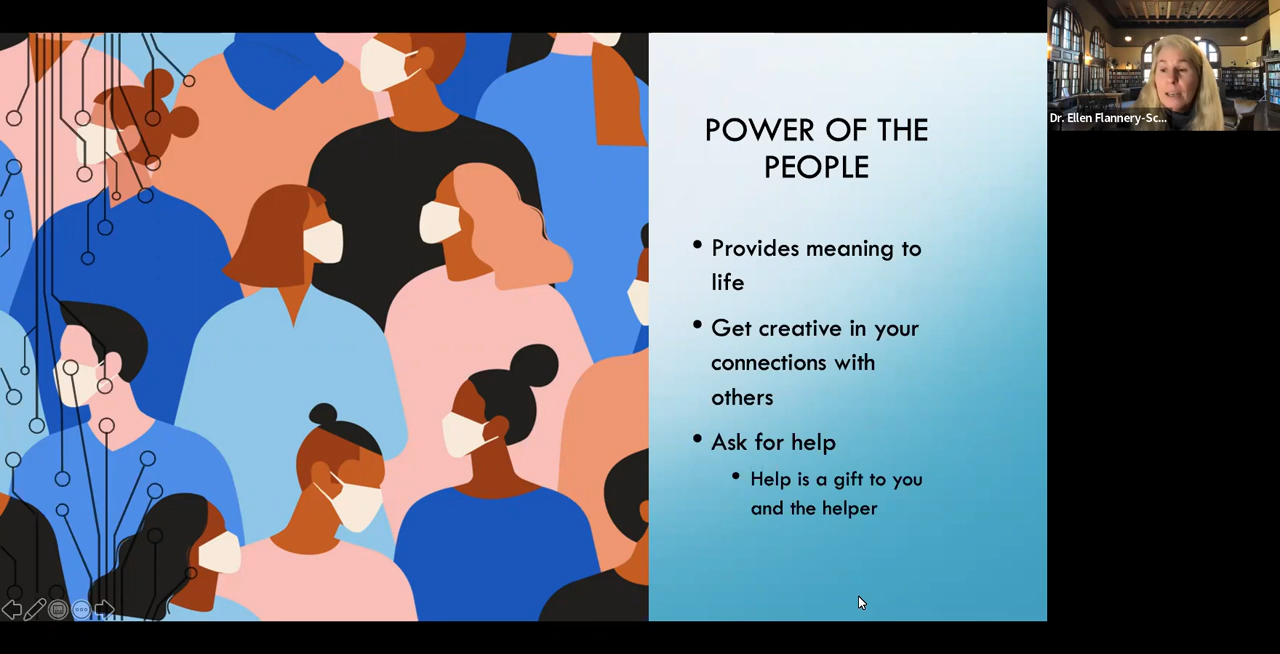 POWER OF THE
PEOPLE
• Provides meaning to
life
• Get creative in your
connections with
others
• Ask for help
• Help is a gift to you
and the helper
Dr. Ellen Flannery-Sc...